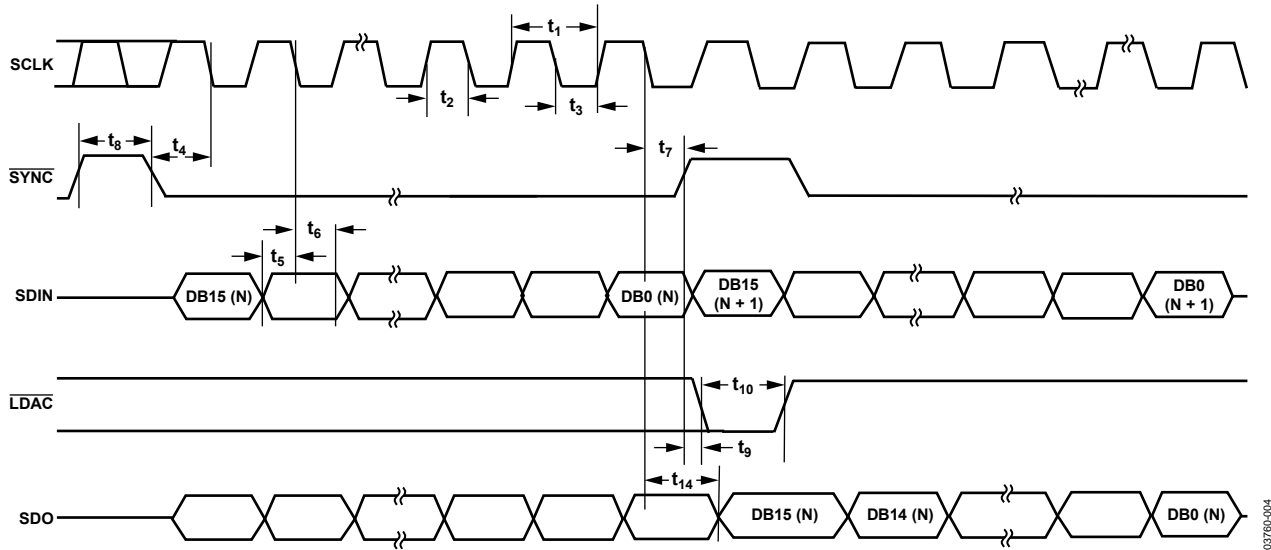 t1
SCLK
t2
t3
t8
t4
t7
SYNC
t6
t5
SDIN
DB15 (N)
DB0 (N)
DB15
(N + 1)
DB0
(N + 1)
t10
LDAC
t9
t14
SDO
DB15 (N)
DB14 (N)
DB0 (N)
03760-004